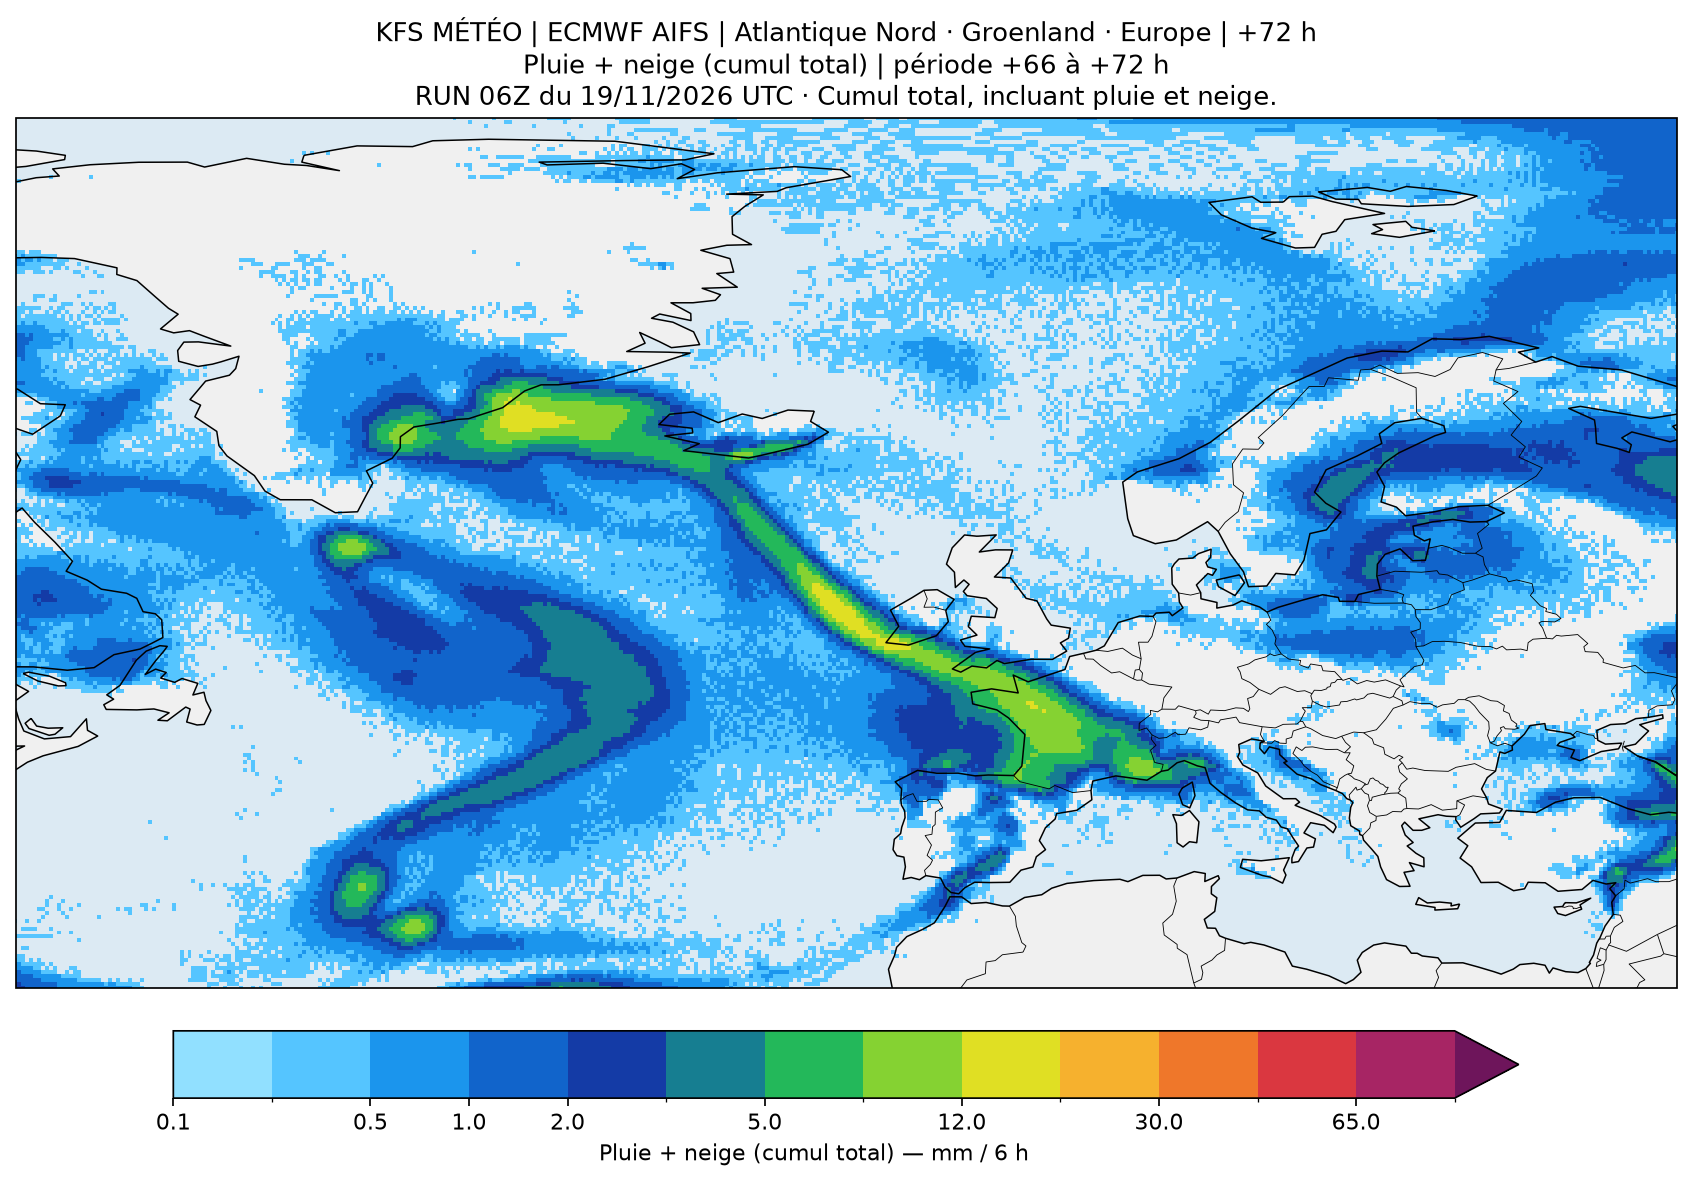 KFS MÉTÉO | ECMWF AIFS | Atlantique Nord · Groenland · Europe | +72 h
Pluie + neige (cumul total) | période +66 à +72 h
RUN 06Z du 19/11/2026 UTC · Cumul total, incluant pluie et neige.
0.1 0.5 1.0 2.0 5.0 12.0 30.0 65.0
Pluie + neige (cumul total) — mm / 6 h